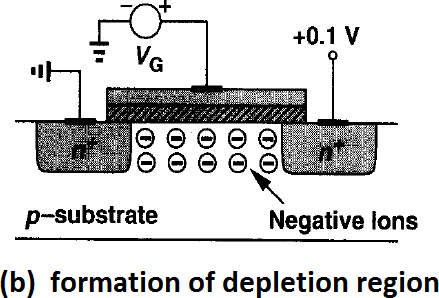 − +
V_G
+0.1 V
n⁺ n⁺
p–substrate
Negative Ions
(b) formation of depletion region